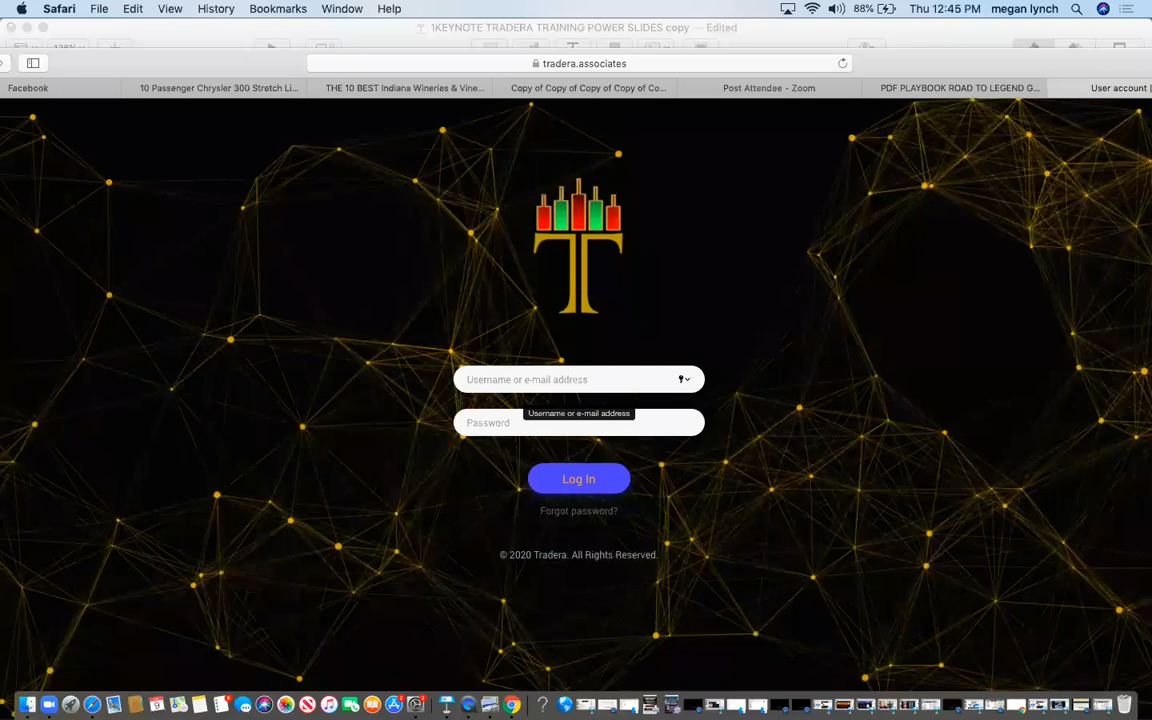 Safari File Edit View History Bookmarks Window Help 88% Thu 12:45 PM megan lynch
1KEYNOTE TRADERA TRAINING POWER SLIDES copy — Edited
136%
tradera.associates
Facebook 10 Passenger Chrysler 300 Stretch Li... THE 10 BEST Indiana Wineries & Vine... Copy of Copy of Copy of Copy of Co... Post Attendee - Zoom PDF PLAYBOOK ROAD TO LEGEND G... User account |
T
Username or e-mail address
Username or e-mail address
Password
Log In
Forgot password?
© 2020 Tradera. All Rights Reserved.